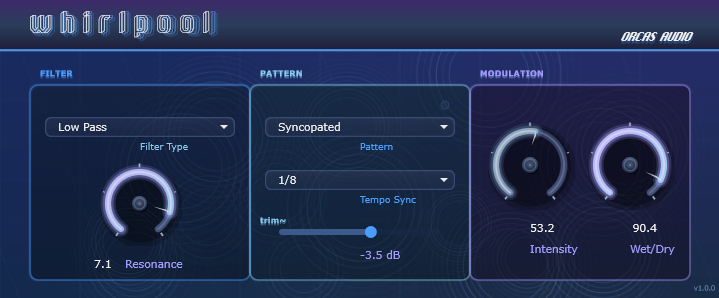 whirlpool
ORCAS AUDIO
FILTER
PATTERN
MODULATION
Low Pass
Filter Type
7.1 Resonance
Syncopated
Pattern
1/8
Tempo Sync
trim~
-3.5 dB
53.2
Intensity
90.4
Wet/Dry
v1.0.0